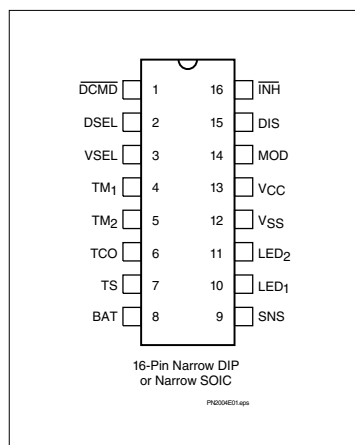 DCMD 1 16 INH
DSEL 2 15 DIS
VSEL 3 14 MOD
TM1 4 13 VCC
TM2 5 12 VSS
TCO 6 11 LED2
TS 7 10 LED1
BAT 8 9 SNS
16-Pin Narrow DIP
or Narrow SOIC
PN2004E01.eps